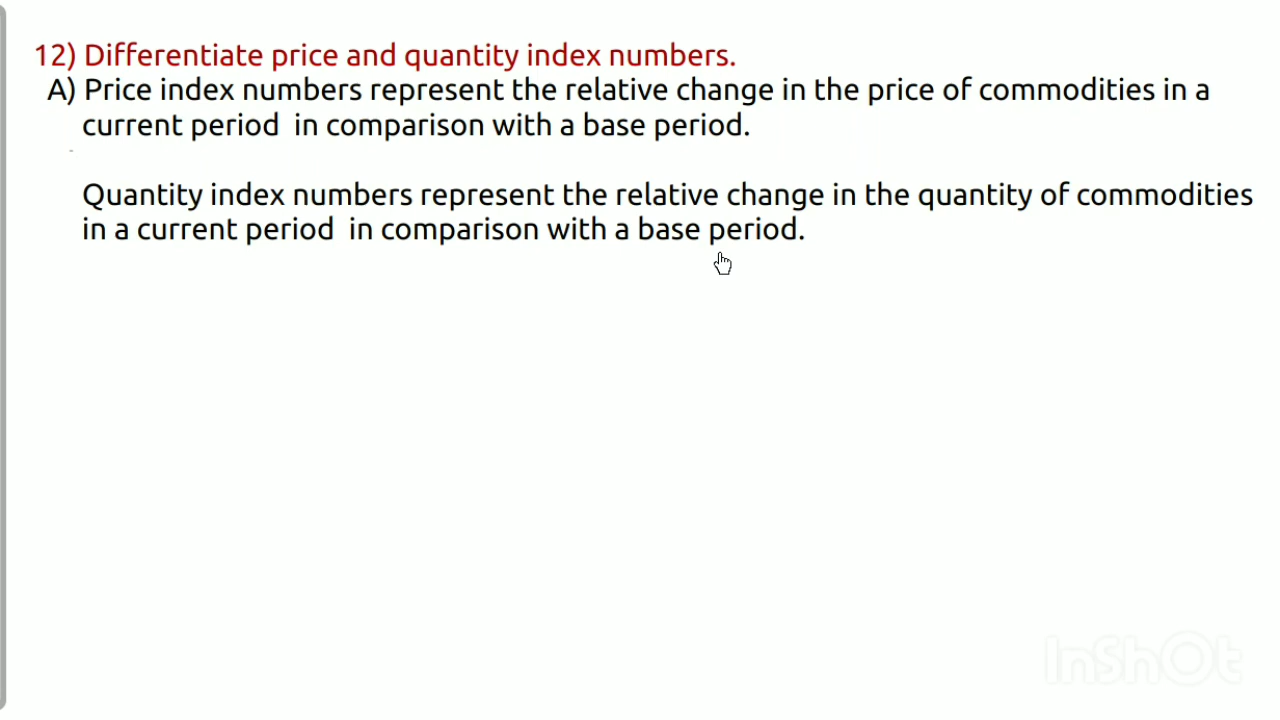 12) Differentiate price and quantity index numbers.
A) Price index numbers represent the relative change in the price of commodities in a
current period in comparison with a base period.
Quantity index numbers represent the relative change in the quantity of commodities
in a current period in comparison with a base period.
InShOt